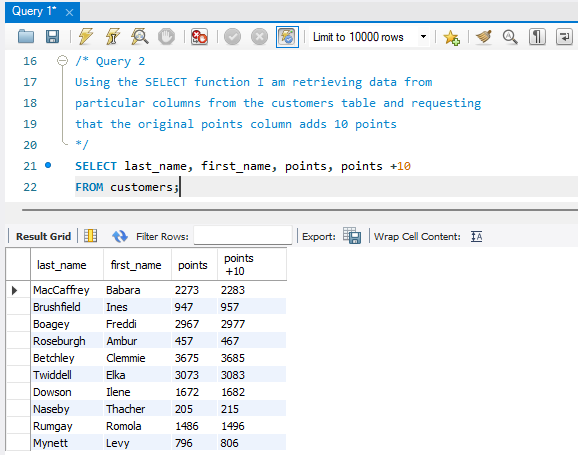 Query 1*
Limit to 10000 rows
16 /* Query 2
17 Using the SELECT function I am retrieving data from
18 particular columns from the customers table and requesting
19 that the original points column adds 10 points
20 */
21 SELECT last_name, first_name, points, points +10
22 FROM customers;
Result Grid Filter Rows: Export: Wrap Cell Content: IA
last_name first_name points points +10
MacCaffrey Babara 2273 2283
Brushfield Ines 947 957
Boagey Freddi 2967 2977
Roseburgh Ambur 457 467
Betchley Clemmie 3675 3685
Twiddell Elka 3073 3083
Dowson Ilene 1672 1682
Naseby Thacher 205 215
Rumgay Romola 1486 1496
Mynett Levy 796 806